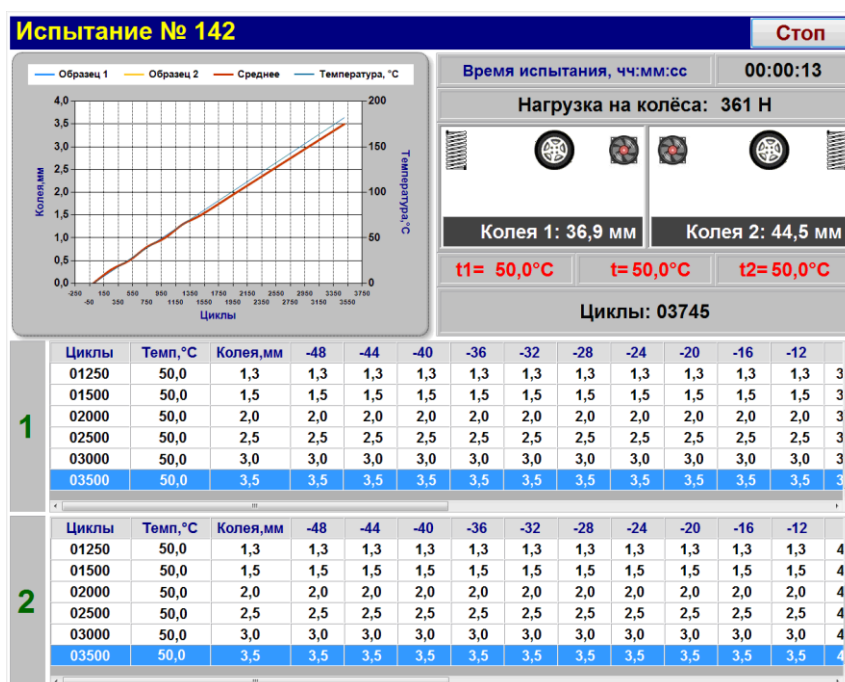 Испытание № 142
Стоп
Образец 1 Образец 2 Среднее Температура, °C
4,0
3,5
3,0
2,5
2,0
1,5
1,0
0,5
0,0
Колея,мм
200
150
100
50
0
Температура,°C
-250 150 550 950 1350 1750 2150 2550 2950 3350 3750
-50 350 750 1150 1550 1950 2350 2750 3150 3550
Циклы
Время испытания, чч:мм:сс 00:00:13
Нагрузка на колёса: 361 Н
Колея 1: 36,9 мм Колея 2: 44,5 мм
t1= 50,0°C t= 50,0°C t2= 50,0°C
Циклы: 03745
1
Циклы Темп,°C Колея,мм -48 -44 -40 -36 -32 -28 -24 -20 -16 -12
01250 50,0 1,3 1,3 1,3 1,3 1,3 1,3 1,3 1,3 1,3 1,3 1,3 3
01500 50,0 1,5 1,5 1,5 1,5 1,5 1,5 1,5 1,5 1,5 1,5 1,5 3
02000 50,0 2,0 2,0 2,0 2,0 2,0 2,0 2,0 2,0 2,0 2,0 2,0 3
02500 50,0 2,5 2,5 2,5 2,5 2,5 2,5 2,5 2,5 2,5 2,5 2,5 3
03000 50,0 3,0 3,0 3,0 3,0 3,0 3,0 3,0 3,0 3,0 3,0 3,0 3
03500 50,0 3,5 3,5 3,5 3,5 3,5 3,5 3,5 3,5 3,5 3,5 3,5 3
2
Циклы Темп,°C Колея,мм -48 -44 -40 -36 -32 -28 -24 -20 -16 -12
01250 50,0 1,3 1,3 1,3 1,3 1,3 1,3 1,3 1,3 1,3 1,3 1,3 4
01500 50,0 1,5 1,5 1,5 1,5 1,5 1,5 1,5 1,5 1,5 1,5 1,5 4
02000 50,0 2,0 2,0 2,0 2,0 2,0 2,0 2,0 2,0 2,0 2,0 2,0 4
02500 50,0 2,5 2,5 2,5 2,5 2,5 2,5 2,5 2,5 2,5 2,5 2,5 4
03000 50,0 3,0 3,0 3,0 3,0 3,0 3,0 3,0 3,0 3,0 3,0 3,0 4
03500 50,0 3,5 3,5 3,5 3,5 3,5 3,5 3,5 3,5 3,5 3,5 3,5 4